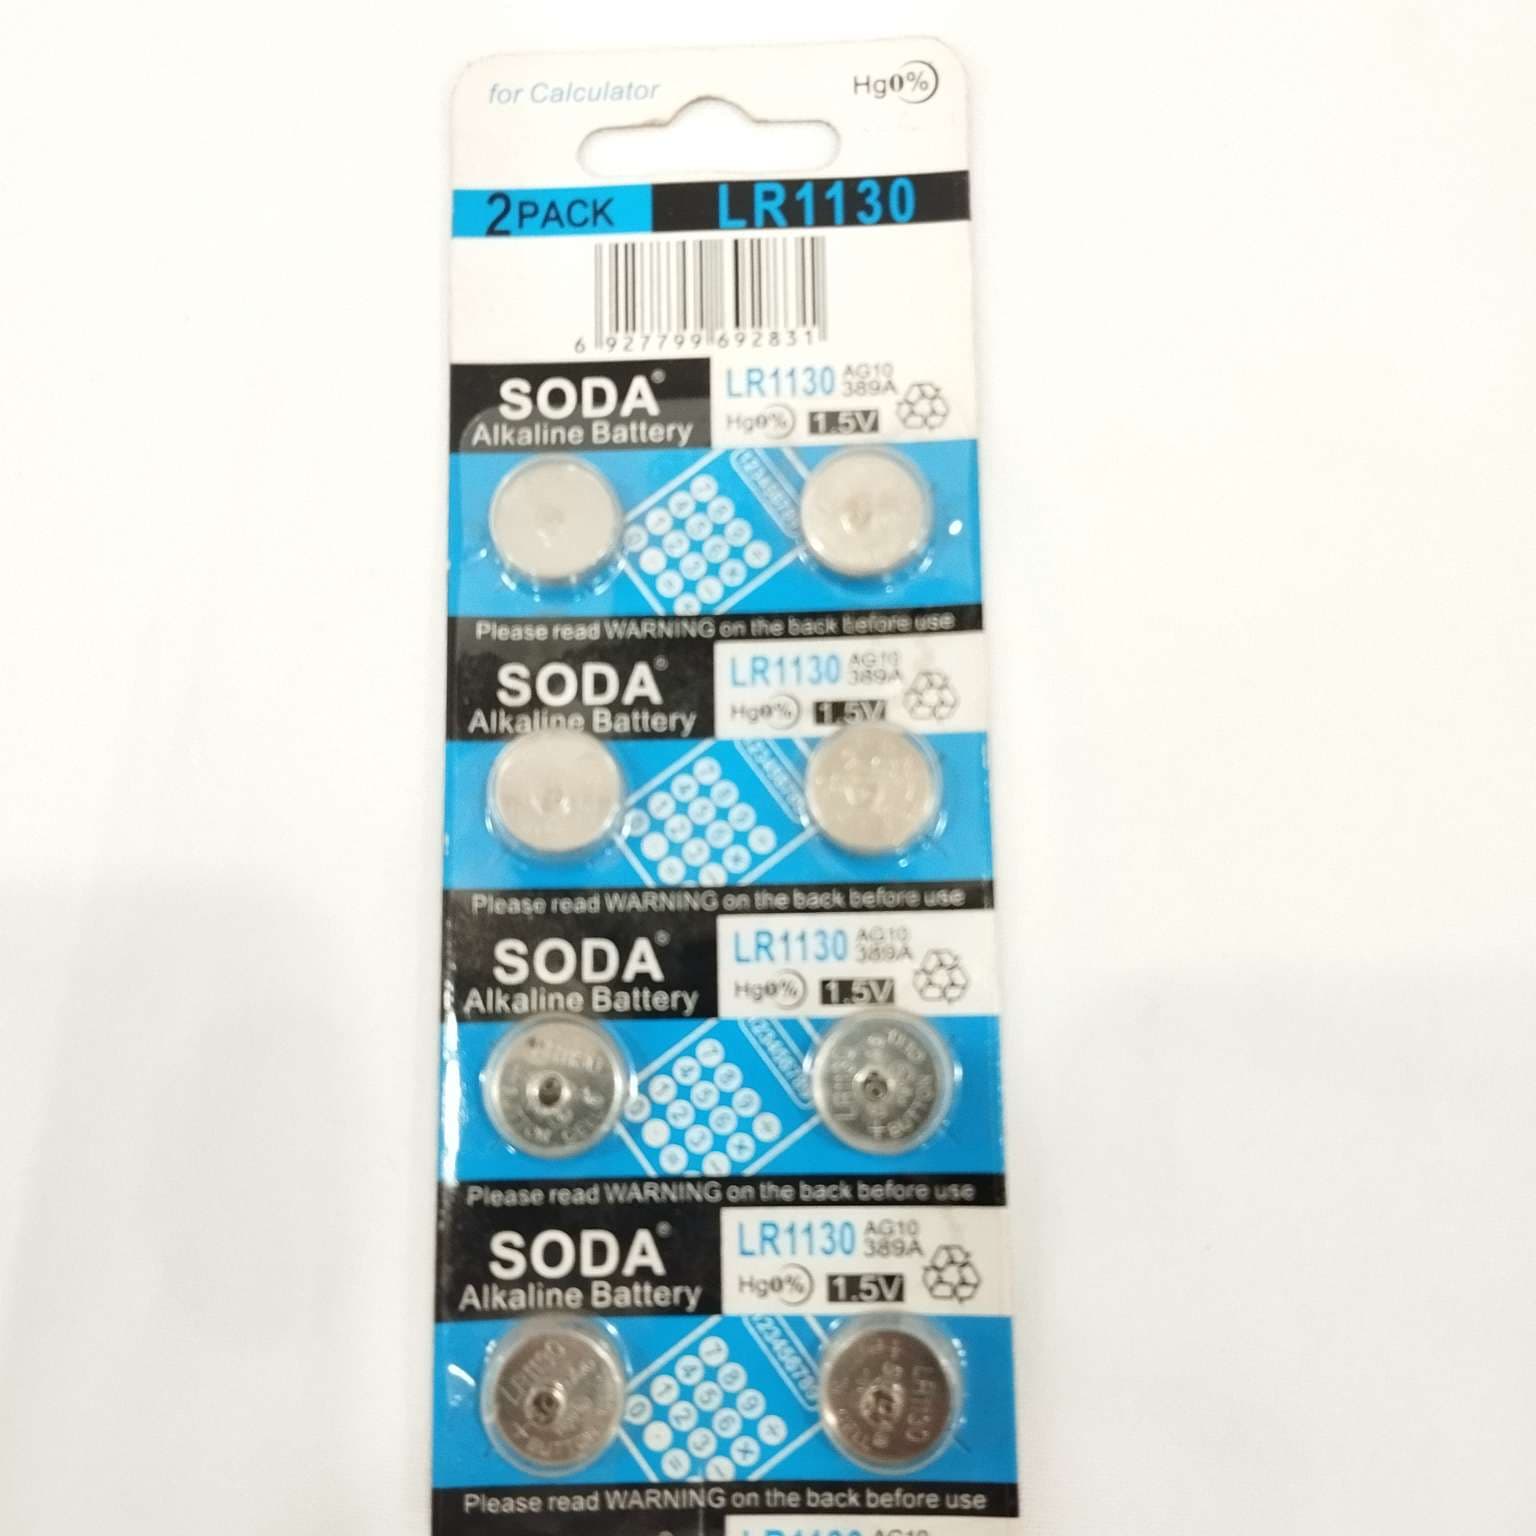 for Calculator
Hg0%
2PACK
LR1130
6 927799 692831
SODA®
Alkaline Battery
LR1130 AG10
389A
Hg0% 1.5V
Please read WARNING on the back before use
SODA®
Alkaline Battery
LR1130 AG10
389A
Hg0% 1.5V
Please read WARNING on the back before use
SODA®
Alkaline Battery
LR1130 AG10
389A
Hg0% 1.5V
Please read WARNING on the back before use
SODA®
Alkaline Battery
LR1130 AG10
389A
Hg0% 1.5V
LR1130
LR1130
Please read WARNING on the back before use
LR1130 AG10